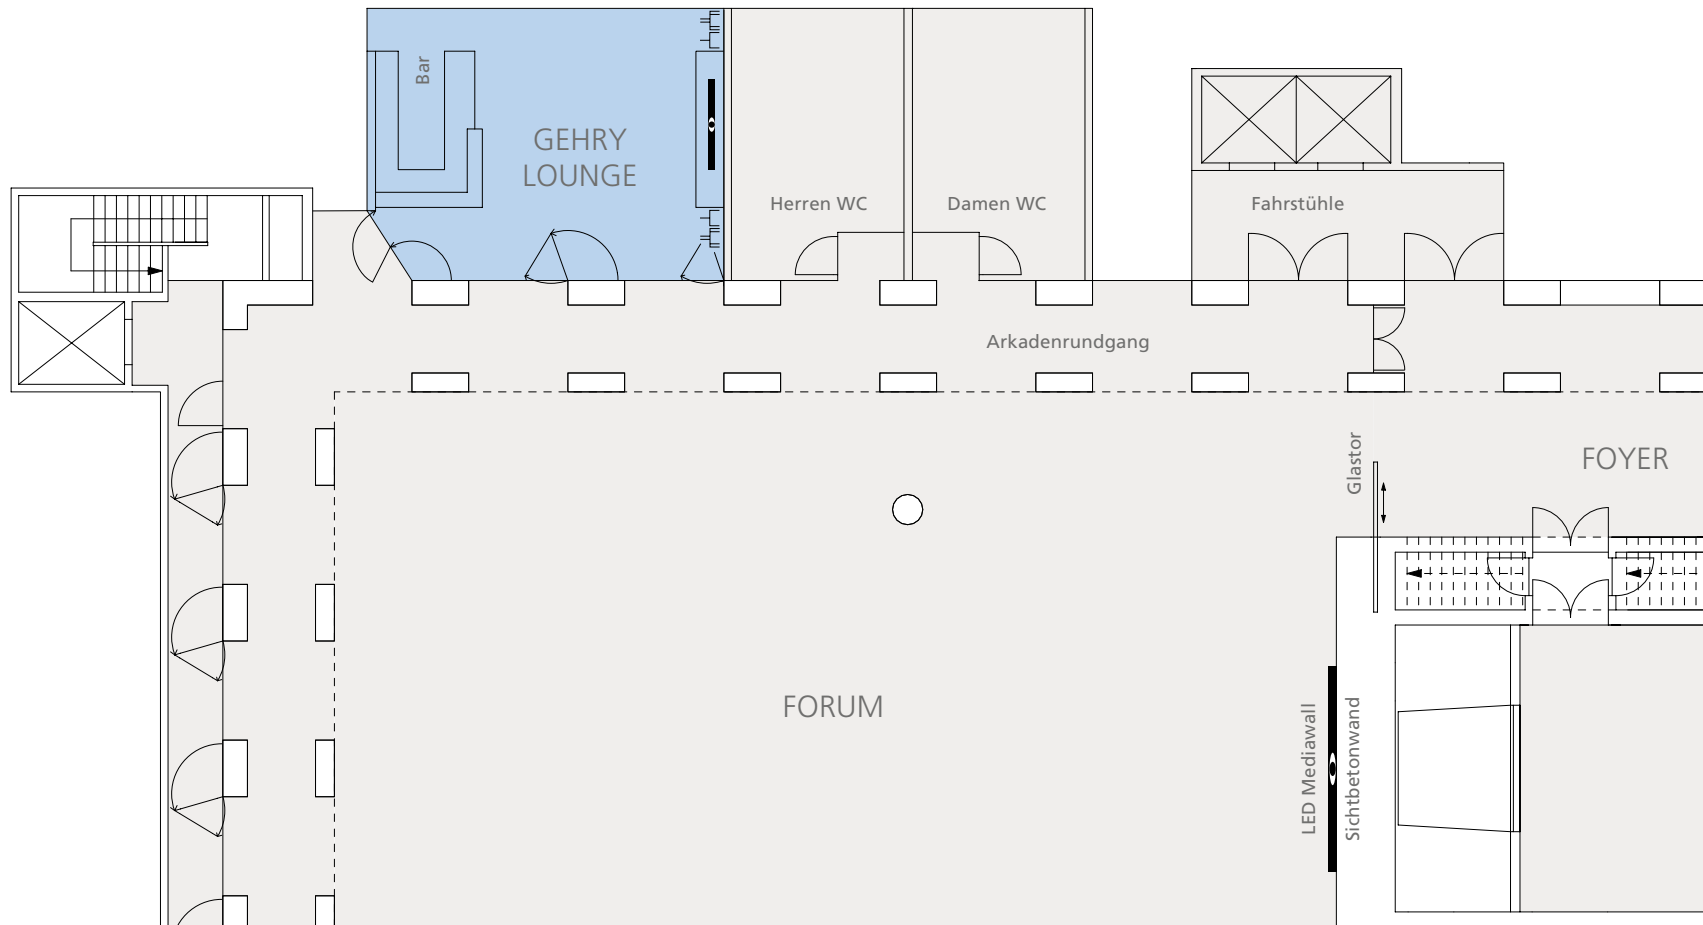 Bar
GEHRY
LOUNGE
Herren WC
Damen WC
Fahrstühle
Arkadenrundgang
Glastor
FOYER
FORUM
LED Mediawall
Sichtbetonwand